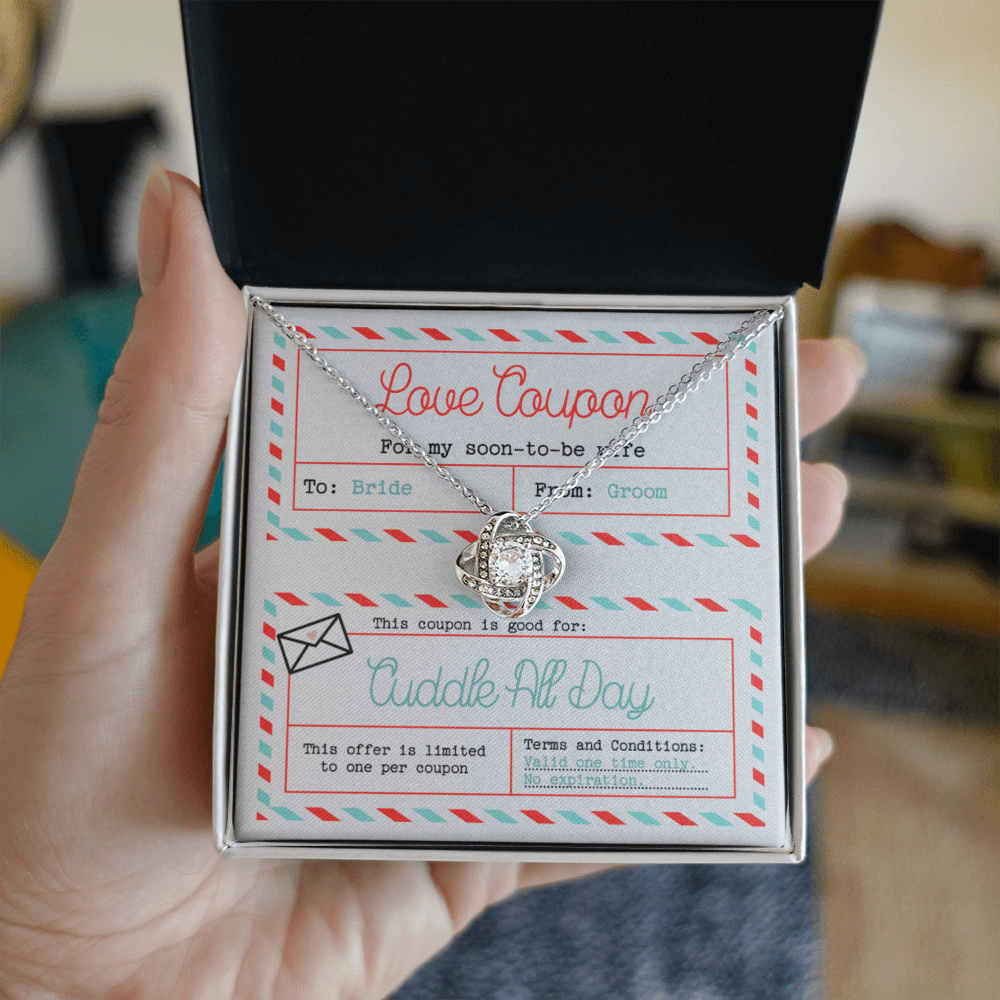 Love Coupon
For my soon-to-be wife
To: Bride
From: Groom
This coupon is good for:
Cuddle All Day
This offer is limited
to one per coupon
Terms and Conditions:
Valid one time only.
No expiration.